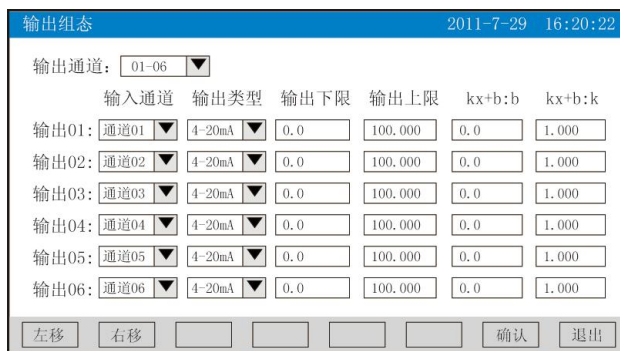 输出组态 2011-7-29 16:20:22
输出通道: 01-06
输入通道 输出类型 输出下限 输出上限 kx+b:b kx+b:k
输出01: 通道01 4-20mA 0.0 100.000 0.0 1.000
输出02: 通道02 4-20mA 0.0 100.000 0.0 1.000
输出03: 通道03 4-20mA 0.0 100.000 0.0 1.000
输出04: 通道04 4-20mA 0.0 100.000 0.0 1.000
输出05: 通道05 4-20mA 0.0 100.000 0.0 1.000
输出06: 通道06 4-20mA 0.0 100.000 0.0 1.000
左移 右移 确认 退出